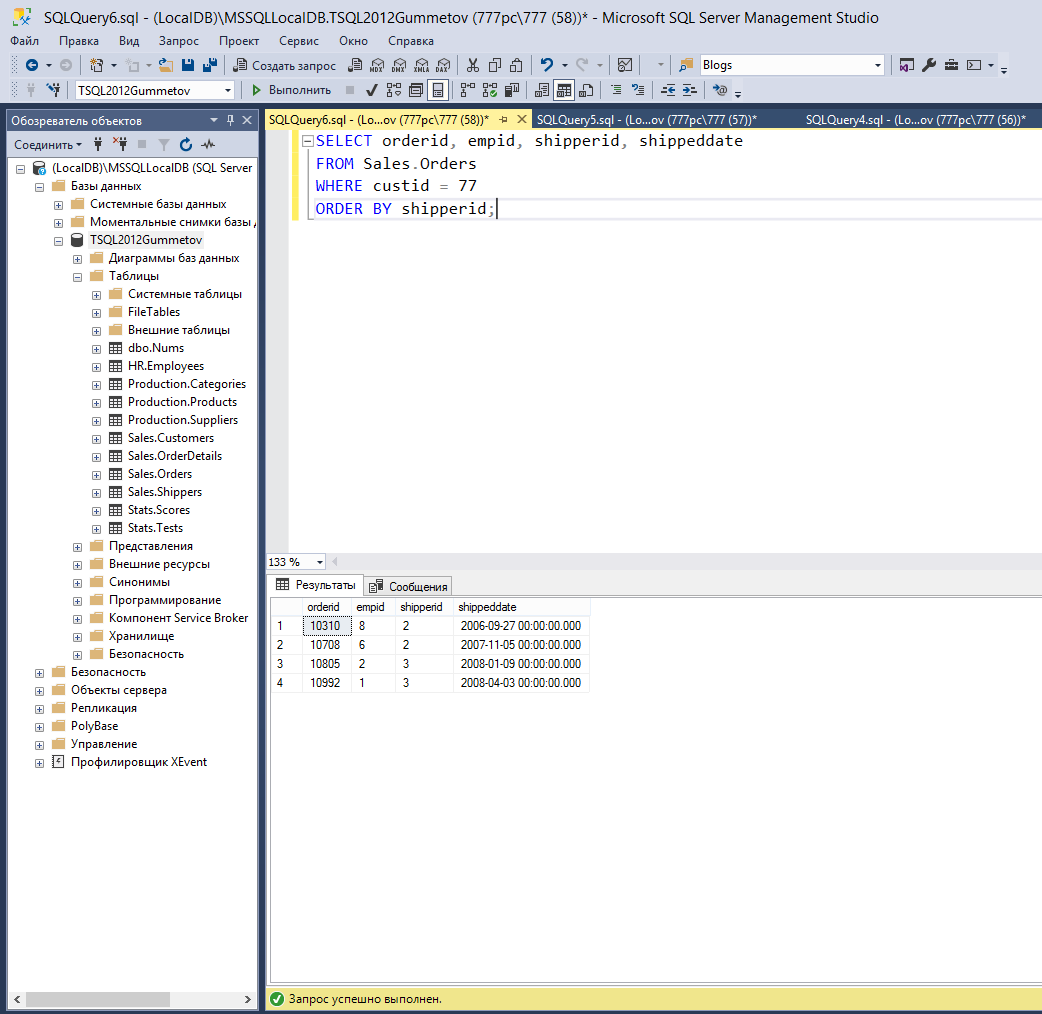 SQLQuery6.sql - (LocalDB)\MSSQLLocalDB.TSQL2012Gummetov (777pc\777 (58))* - Microsoft SQL Server Management Studio
Файл Правка Вид Запрос Проект Сервис Окно Справка
Создать запрос MDX DMX XMLA DAX Blogs
TSQL2012Gummetov Выполнить
Обозреватель объектов
Соединить
(LocalDB)\MSSQLLocalDB (SQL Server
Базы данных
Системные базы данных
Моментальные снимки базы
TSQL2012Gummetov
Диаграммы баз данных
Таблицы
Системные таблицы
FileTables
Внешние таблицы
dbo.Nums
HR.Employees
Production.Categories
Production.Products
Production.Suppliers
Sales.Customers
Sales.OrderDetails
Sales.Orders
Sales.Shippers
Stats.Scores
Stats.Tests
Представления
Внешние ресурсы
Синонимы
Программирование
Компонент Service Broker
Хранилище
Безопасность
Безопасность
Объекты сервера
Репликация
PolyBase
Управление
Профилировщик XEvent
SQLQuery6.sql - (Lo...ov (777pc\777 (58))* SQLQuery5.sql - (Lo...ov (777pc\777 (57))* SQLQuery4.sql - (Lo...ov (777pc\777 (56))*
SELECT orderid, empid, shipperid, shippeddate
FROM Sales.Orders
WHERE custid = 77
ORDER BY shipperid;
133 %
Результаты Сообщения
orderid empid shipperid shippeddate
1 10310 8 2 2006-09-27 00:00:00.000
2 10708 6 2 2007-11-05 00:00:00.000
3 10805 2 3 2008-01-09 00:00:00.000
4 10992 1 3 2008-04-03 00:00:00.000
Запрос успешно выполнен.